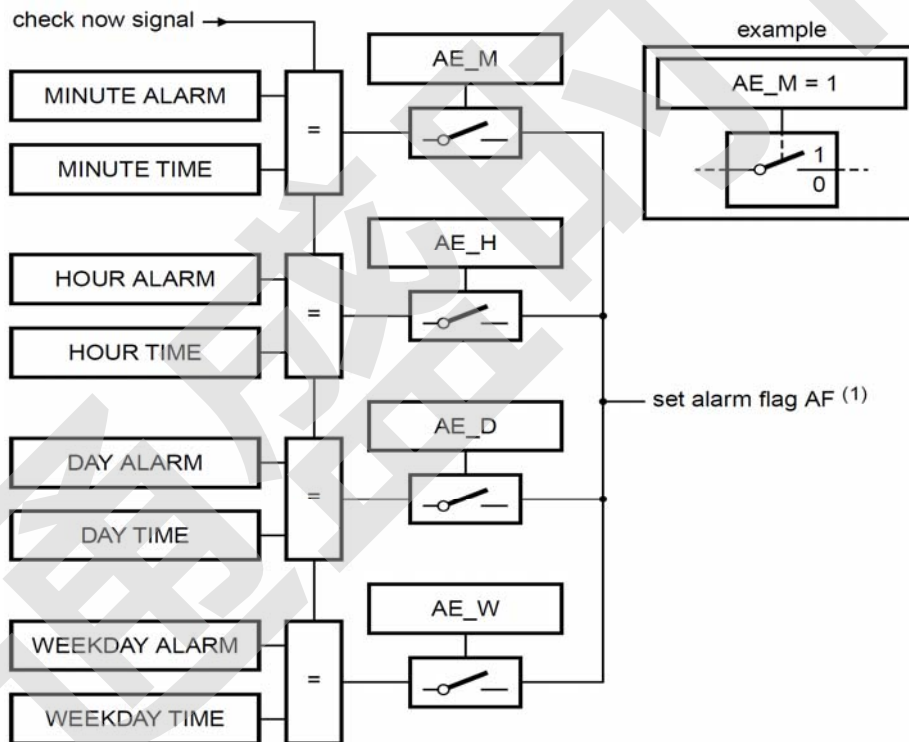 check now signal
example
AE_M
AE_M = 1
MINUTE ALARM
=
MINUTE TIME
1
0
AE_H
HOUR ALARM
=
HOUR TIME
set alarm flag AF (1)
AE_D
DAY ALARM
=
DAY TIME
AE_W
WEEKDAY ALARM
=
WEEKDAY TIME